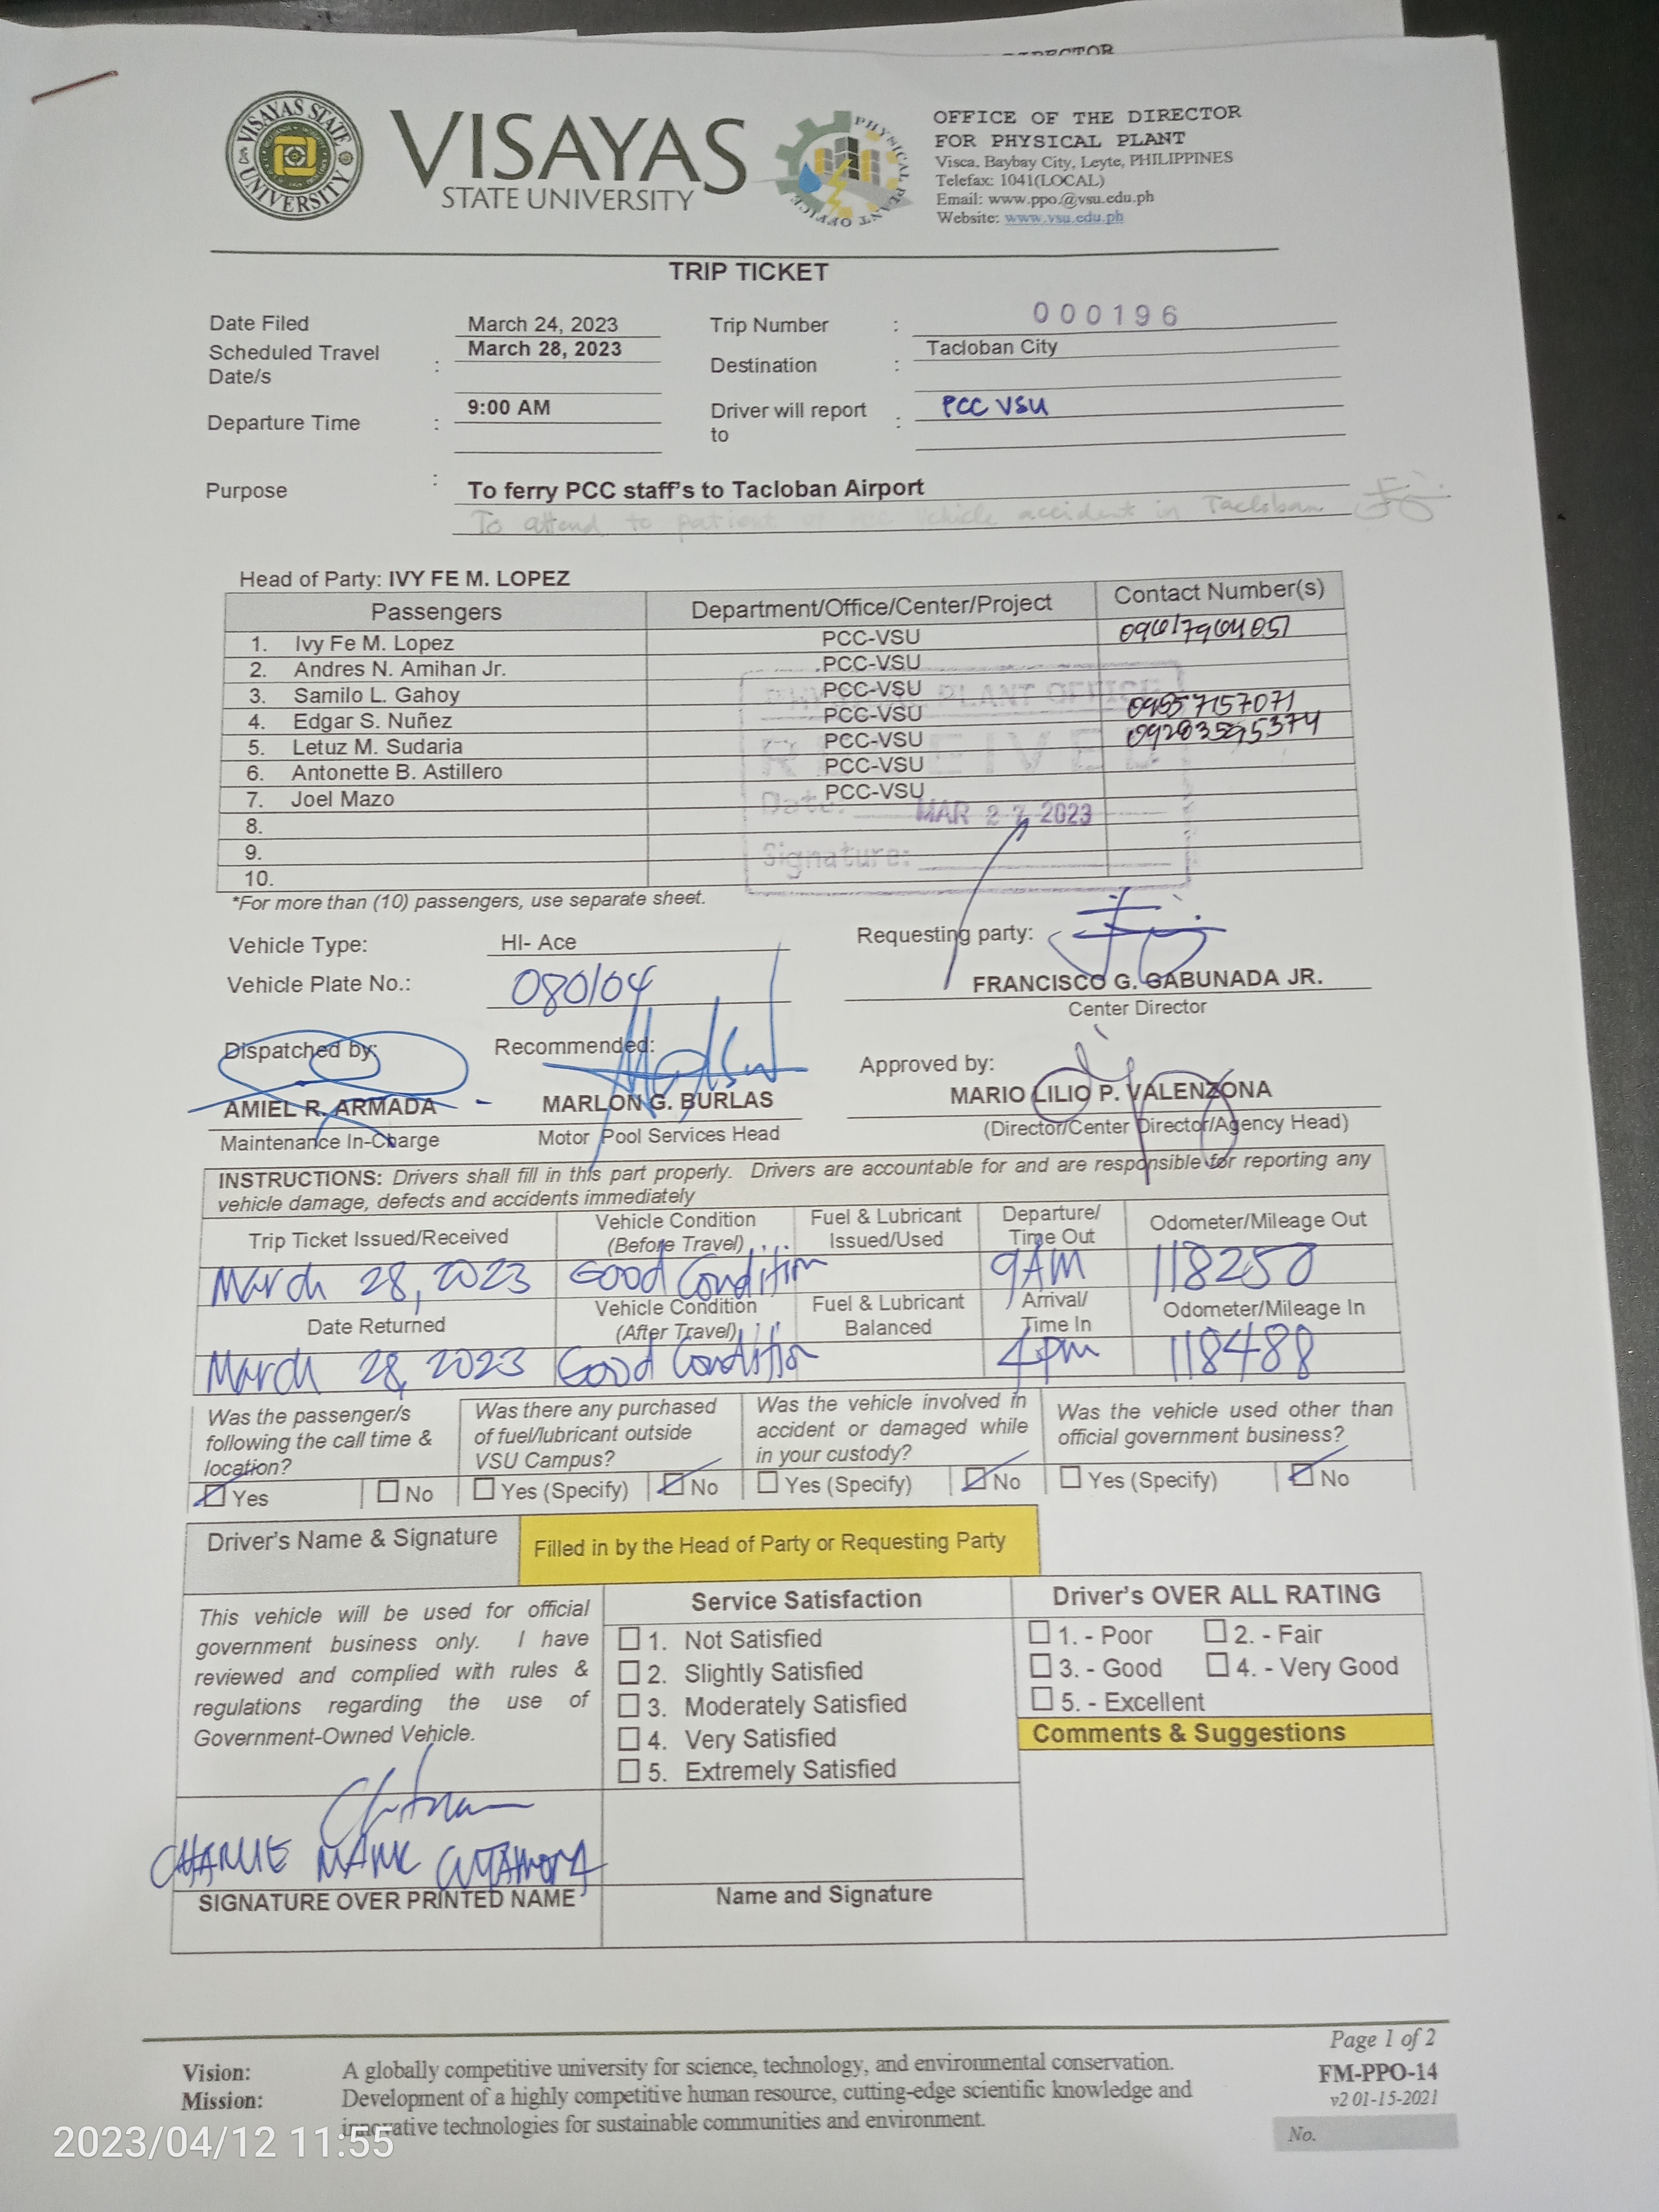 DIRECTOR
VISAYAS STATE UNIVERSITY
VISAYAS
STATE UNIVERSITY
PHYSICAL PLANT OFFICE
OFFICE OF THE DIRECTOR
FOR PHYSICAL PLANT
Visca, Baybay City, Leyte, PHILIPPINES
Telefax: 1041(LOCAL)
Email: www.ppo.@vsu.edu.ph
Website: www.vsu.edu.ph
TRIP TICKET
Date Filed March 24, 2023 Trip Number : 000196
Scheduled Travel Date/s : March 28, 2023 Destination : Tacloban City
Departure Time : 9:00 AM Driver will report to : PCC VSU
Purpose : To ferry PCC staff's to Tacloban Airport
To attend to patient of vehicle accident in Tacloban
Head of Party: IVY FE M. LOPEZ
Passengers Department/Office/Center/Project Contact Number(s)
1. Ivy Fe M. Lopez PCC-VSU
2. Andres N. Amihan Jr. PCC-VSU
3. Samilo L. Gahoy PCC-VSU
4. Edgar S. Nuñez PCC-VSU 09557157071
5. Letuz M. Sudaria PCC-VSU
6. Antonette B. Astillero PCC-VSU
7. Joel Mazo PCC-VSU
8.
9.
10.
PHYSICAL PLANT OFFICE
RECEIVED
Date: MAR 27 2023
Signature:
*For more than (10) passengers, use separate sheet.
Vehicle Type: HI- Ace
Vehicle Plate No.: 080104
Requesting party:
FRANCISCO G. GABUNADA JR.
Center Director
Dispatched by: Recommended: Approved by:
AMIEL R. ARMADA MARLON G. BURLAS MARIO LILIO P. VALENZONA
Maintenance In-Charge Motor Pool Services Head (Director/Center Director/Agency Head)
INSTRUCTIONS: Drivers shall fill in this part properly. Drivers are accountable for and are responsible for reporting any
vehicle damage, defects and accidents immediately
Trip Ticket Issued/Received Vehicle Condition (Before Travel) Fuel & Lubricant Issued/Used Departure/ Time Out Odometer/Mileage Out
March 28, 2023 Good Condition 9AM 118250
Date Returned Vehicle Condition (After Travel) Fuel & Lubricant Balanced Arrival/ Time In Odometer/Mileage In
March 28, 2023 Good Condition 4pm 118488
Was the passenger/s following the call time & location?
Yes No
Was there any purchased of fuel/lubricant outside VSU Campus?
Yes (Specify) No
Was the vehicle involved in accident or damaged while in your custody?
Yes (Specify) No
Was the vehicle used other than official government business?
Yes (Specify) No
Driver's Name & Signature Filled in by the Head of Party or Requesting Party
This vehicle will be used for official
government business only. I have
reviewed and complied with rules &
regulations regarding the use of
Government-Owned Vehicle.
CHARLIE MARK CUTAMORA
SIGNATURE OVER PRINTED NAME
Service Satisfaction
1. Not Satisfied
2. Slightly Satisfied
3. Moderately Satisfied
4. Very Satisfied
5. Extremely Satisfied
Name and Signature
Driver's OVER ALL RATING
1. - Poor 2. - Fair
3. - Good 4. - Very Good
5. - Excellent
Comments & Suggestions
Page 1 of 2
FM-PPO-14
v2 01-15-2021
No.
Vision: A globally competitive university for science, technology, and environmental conservation.
Mission: Development of a highly competitive human resource, cutting-edge scientific knowledge and
innovative technologies for sustainable communities and environment.
2023/04/12 11:55